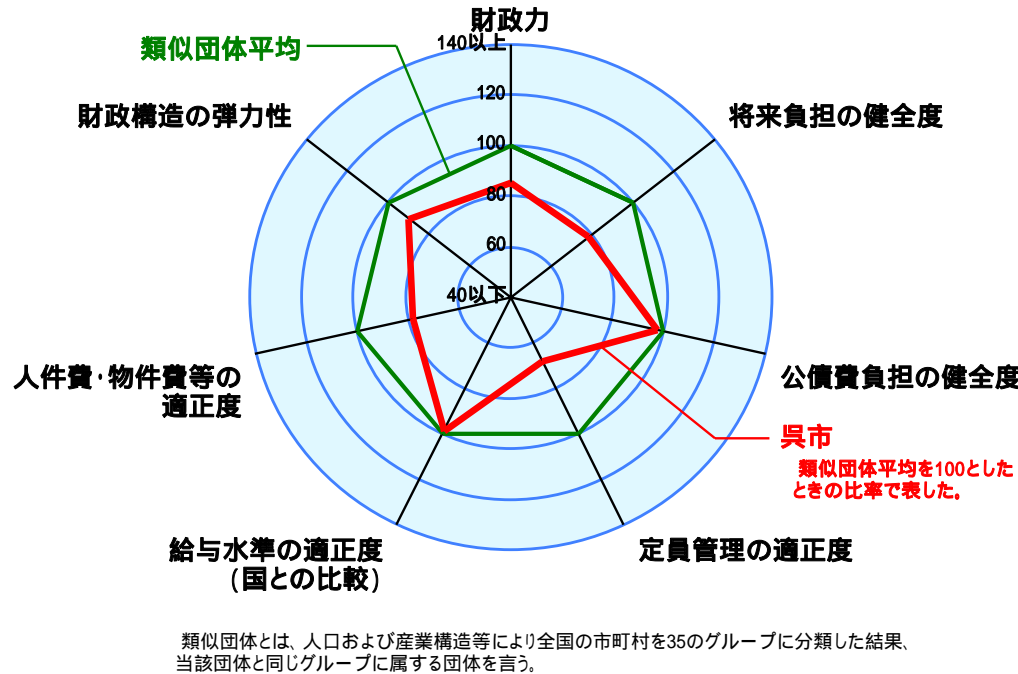 財政力
140以上
類似団体平均
120
財政構造の弾力性
将来負担の健全度
100
80
60
40以下
人件費・物件費等の
適正度
公債費負担の健全度
呉市
類似団体平均を100とした
ときの比率で表した。
給与水準の適正度
(国との比較)
定員管理の適正度
類似団体とは、人口および産業構造等により全国の市町村を35のグループに分類した結果、
当該団体と同じグループに属する団体を言う。